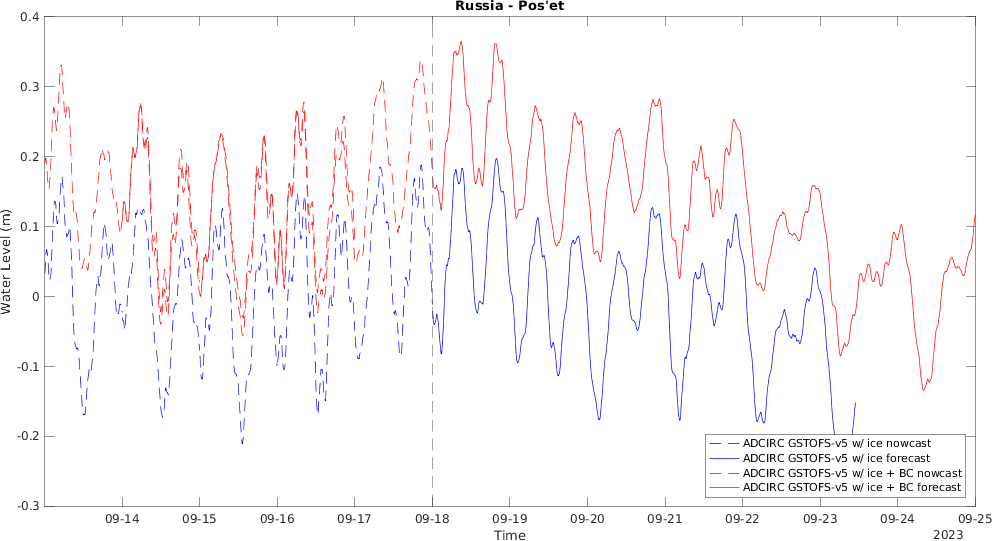 Russia - Pos'et
Water Level (m)
0.4
0.3
0.2
0.1
0
-0.1
-0.2
-0.3
ADCIRC GSTOFS-v5 w/ ice nowcast
ADCIRC GSTOFS-v5 w/ ice forecast
ADCIRC GSTOFS-v5 w/ ice + BC nowcast
ADCIRC GSTOFS-v5 w/ ice + BC forecast
09-14 09-15 09-16 09-17 09-18 09-19 09-20 09-21 09-22 09-23 09-24 09-25
Time
2023